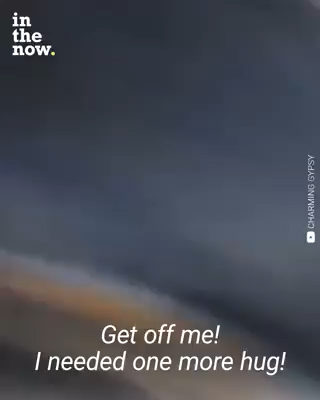 in
the
now.
CHARMING GYPSY
Get off me!
I needed one more hug!